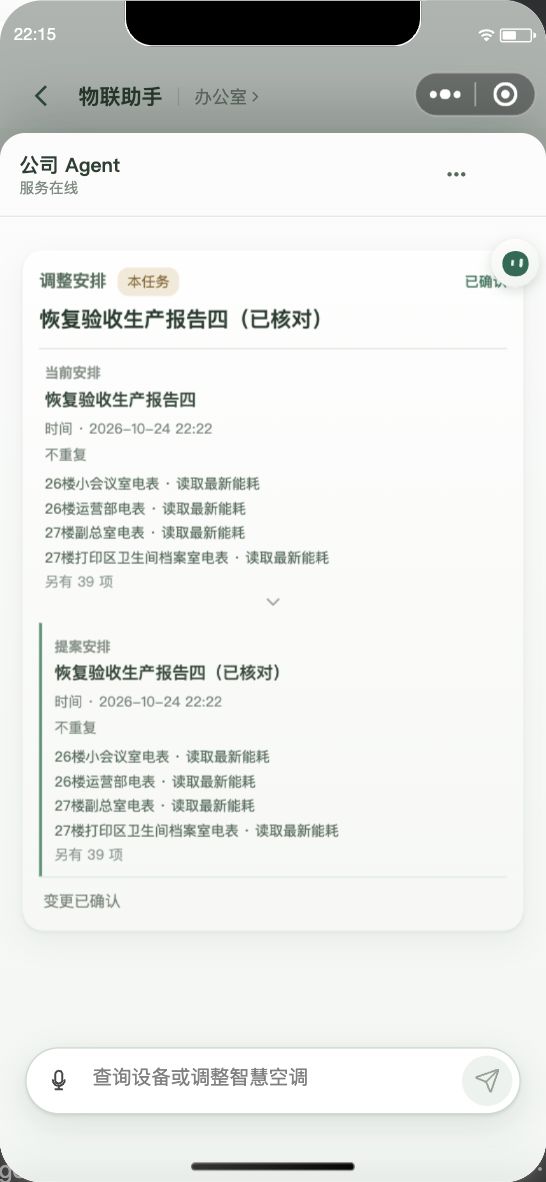 22:15
物联助手
办公室
公司 Agent
服务在线
调整安排 本任务 已确认
恢复验收生产报告四（已核对）
当前安排
恢复验收生产报告四
时间 · 2026-10-24 22:22
不重复
26楼小会议室电表 · 读取最新能耗
26楼运营部电表 · 读取最新能耗
27楼副总室电表 · 读取最新能耗
27楼打印区卫生间档案室电表 · 读取最新能耗
另有 39 项
提案安排
恢复验收生产报告四（已核对）
时间 · 2026-10-24 22:22
不重复
26楼小会议室电表 · 读取最新能耗
26楼运营部电表 · 读取最新能耗
27楼副总室电表 · 读取最新能耗
27楼打印区卫生间档案室电表 · 读取最新能耗
另有 39 项
变更已确认
查询设备或调整智慧空调